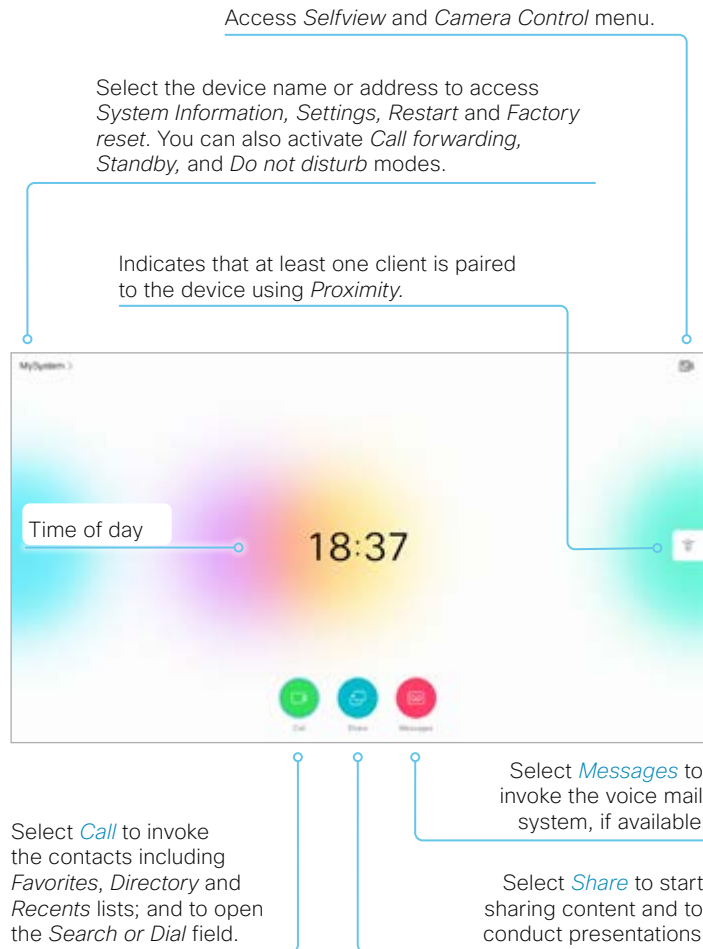 Access Selfview and Camera Control menu.
Select the device name or address to access
System Information, Settings, Restart and Factory
reset. You can also activate Call forwarding,
Standby, and Do not disturb modes.
Indicates that at least one client is paired
to the device using Proximity.
MySystem >
Time of day
18:37
Call
Share
Messages
Select Messages to
invoke the voice mail
system, if available
Select Call to invoke
the contacts including
Favorites, Directory and
Recents lists; and to open
the Search or Dial field.
Select Share to start
sharing content and to
conduct presentations